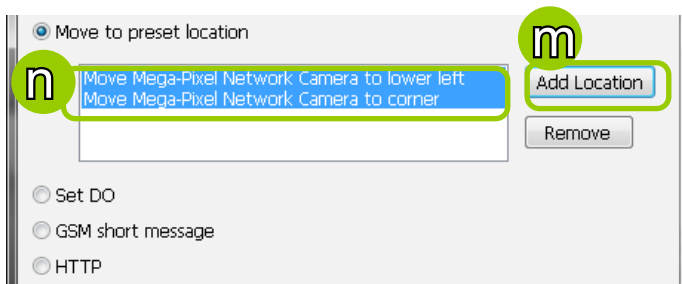 Move to preset location
m
n
Move Mega-Pixel Network Camera to lower left
Add Location
Move Mega-Pixel Network Camera to corner
Remove
Set DO
GSM short message
HTTP